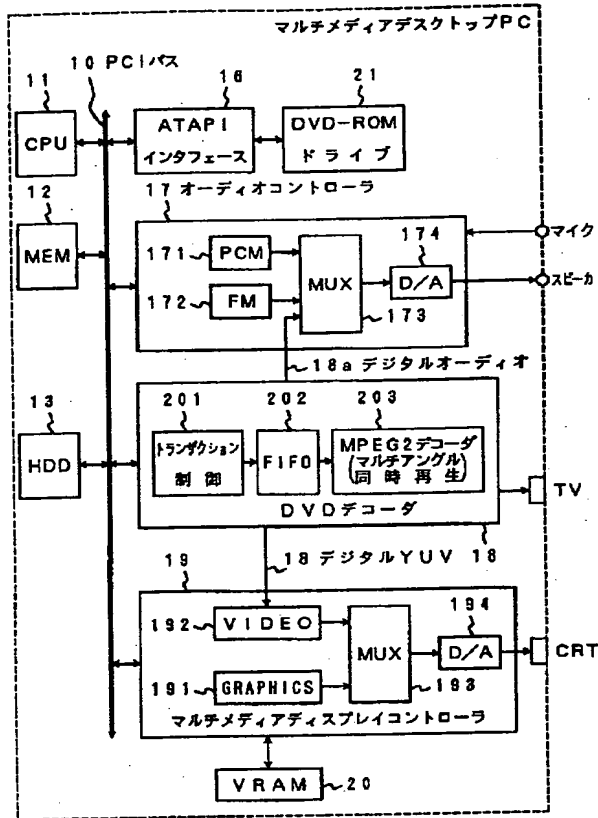 マルチメディアデスクトップPC
10 PCIバス
11
CPU
16
ATAPI
インタフェース
21
DVD-ROM
ドライブ
12
MEM
17 オーディオコントローラ
171
PCM
172
FM
MUX
173
174
D/A
マイク
スピーカ
18a デジタルオーディオ
13
HDD
201
トランザクション
制御
202
FIFO
203
MPEG2デコーダ
(マルチアングル
同時再生)
DVDデコーダ
18
TV
18 デジタルYUV
19
192
VIDEO
191
GRAPHICS
MUX
193
194
D/A
CRT
マルチメディアディスプレイコントローラ
VRAM
20